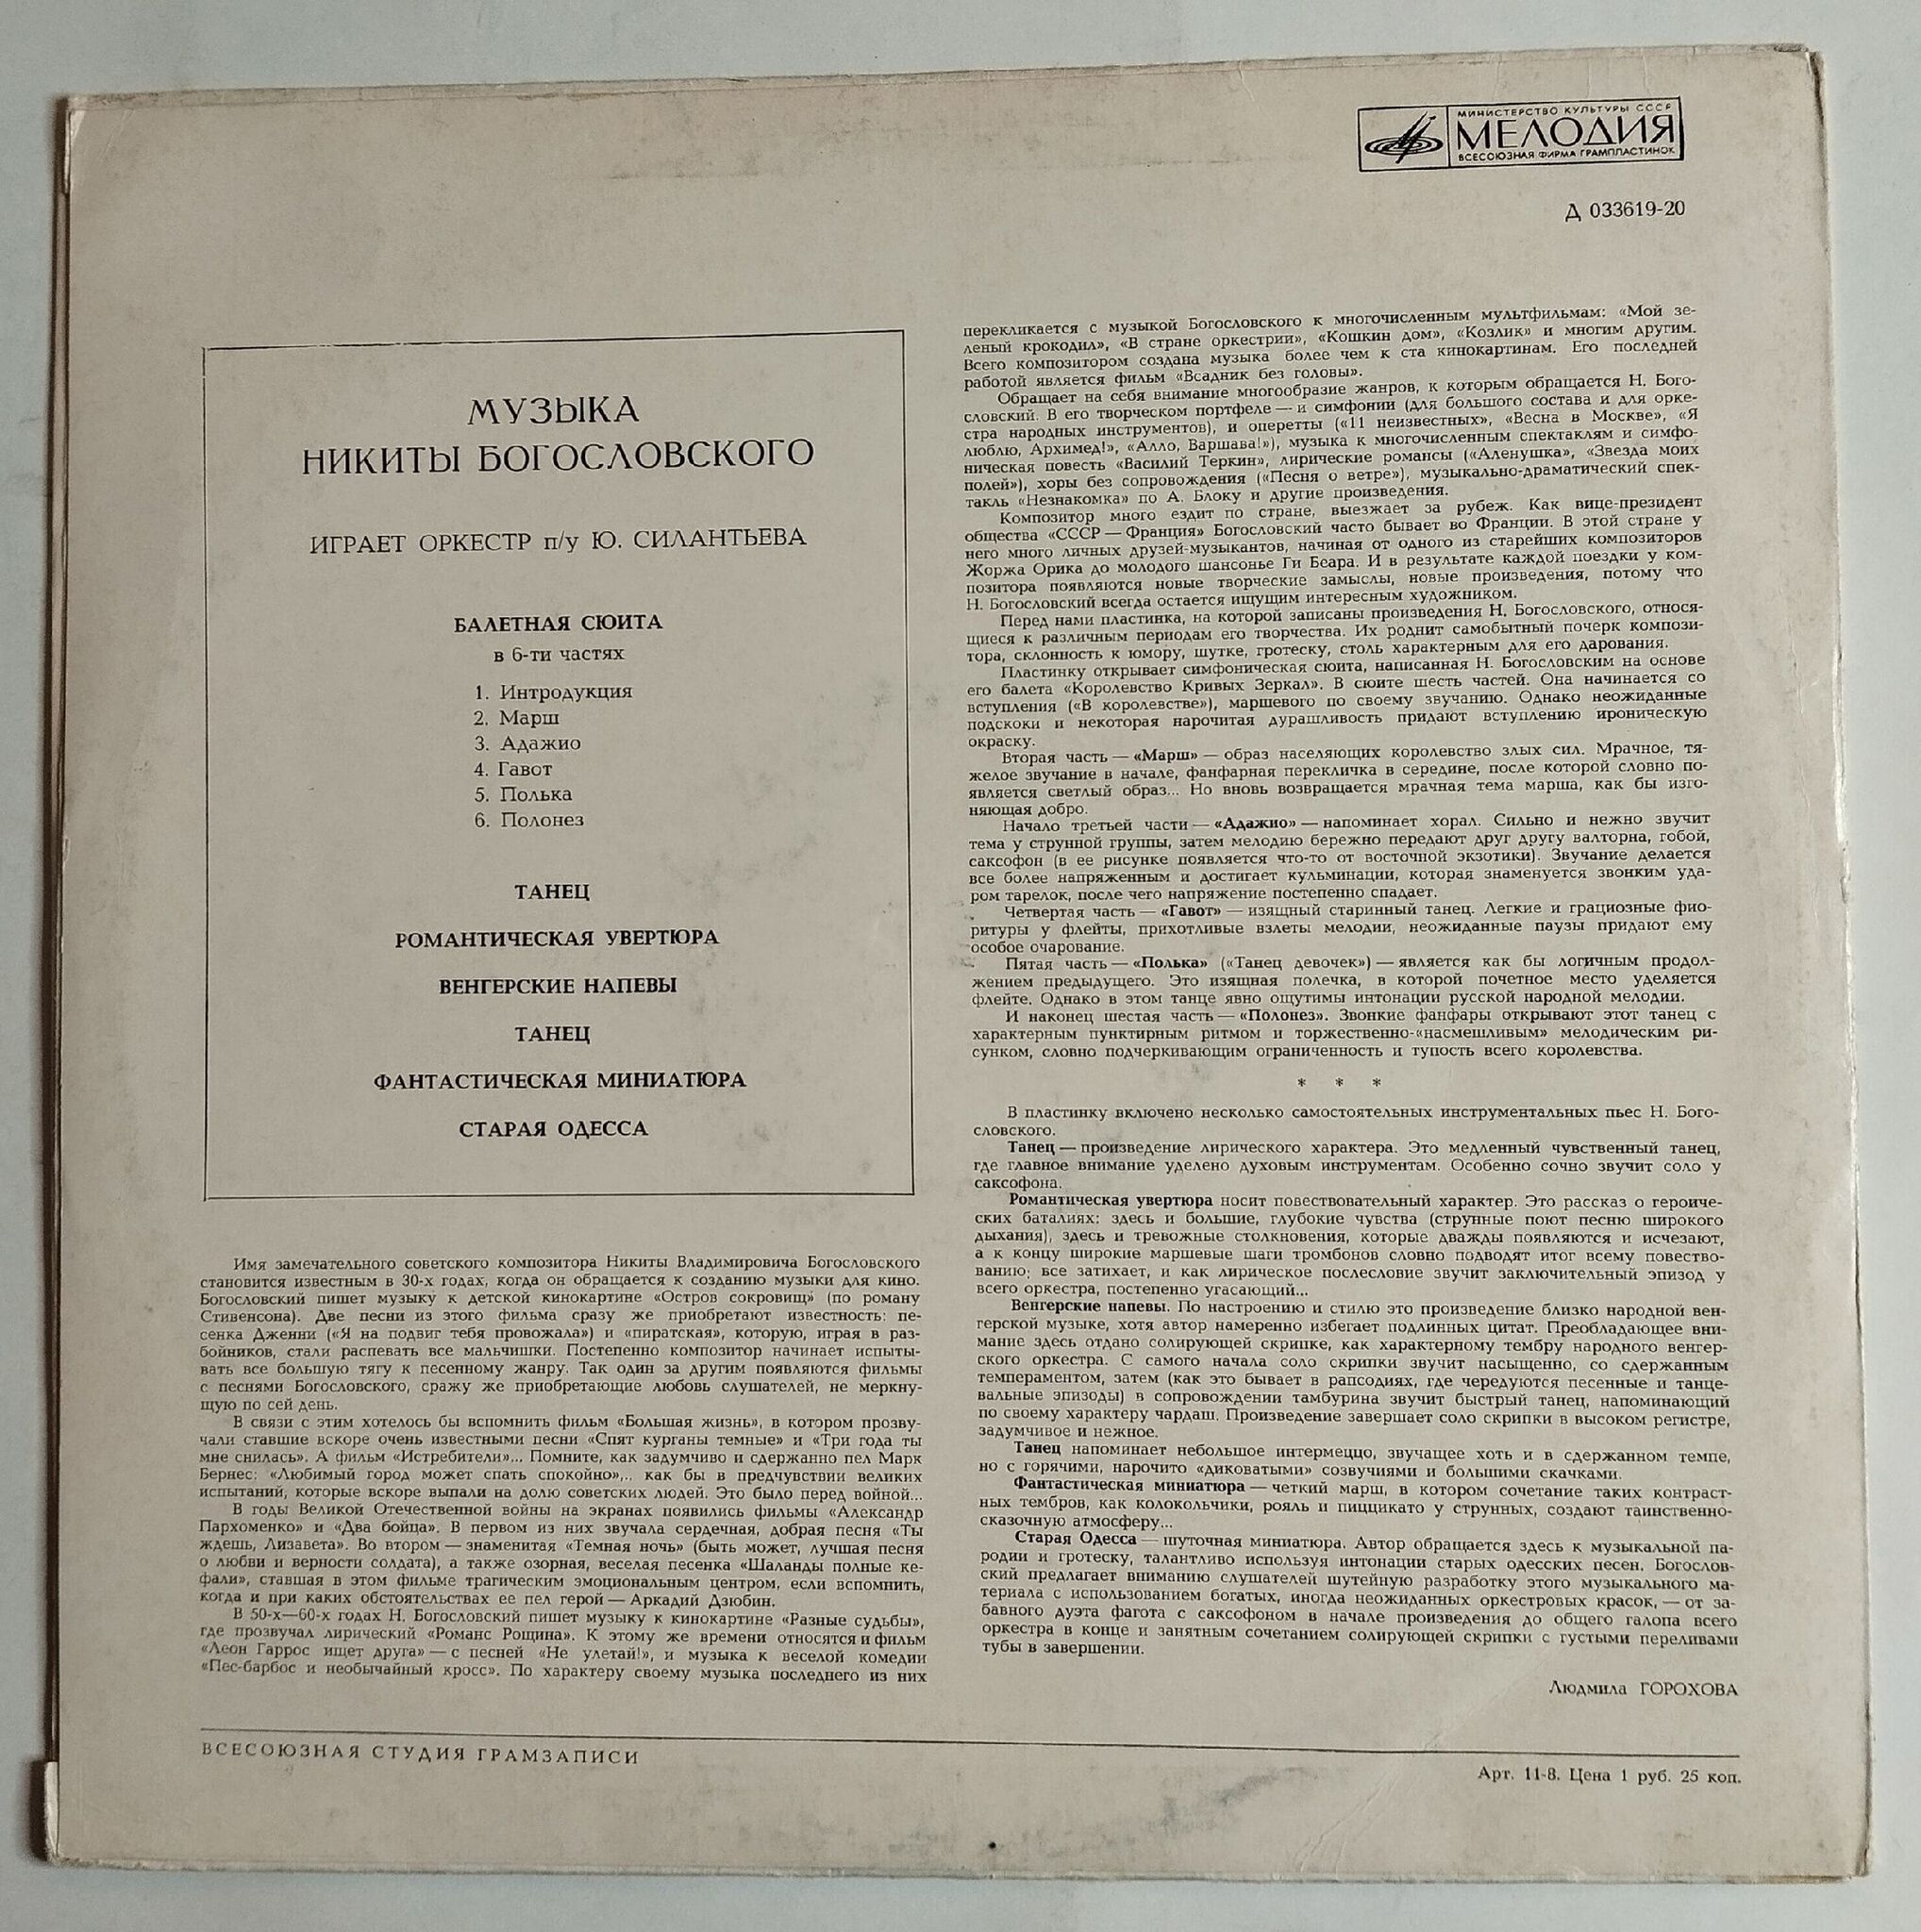 МИНИСТЕРСТВО КУЛЬТУРЫ СССР
МЕЛОДИЯ
ВСЕСОЮЗНАЯ ФИРМА ГРАМПЛАСТИНОК
Д 033619-20
МУЗЫКА
НИКИТЫ БОГОСЛОВСКОГО
ИГРАЕТ ОРКЕСТР п/у Ю. СИЛАНТЬЕВА
БАЛЕТНАЯ СЮИТА
в 6-ти частях
1. Интродукция
2. Марш
3. Адажио
4. Гавот
5. Полька
6. Полонез
ТАНЕЦ
РОМАНТИЧЕСКАЯ УВЕРТЮРА
ВЕНГЕРСКИЕ НАПЕВЫ
ТАНЕЦ
ФАНТАСТИЧЕСКАЯ МИНИАТЮРА
СТАРАЯ ОДЕССА
Имя замечательного советского композитора Никиты Владимировича Богословского
становится известным в 30-х годах, когда он обращается к созданию музыки для кино.
Богословский пишет музыку к детской кинокартине «Остров сокровищ» (по роману
Стивенсона). Две песни из этого фильма сразу же приобретают известность: пе-
сенка Дженни («Я на подвиг тебя провожала») и «пиратская», которую, играя в раз-
бойников, стали распевать все мальчишки. Постепенно композитор начинает испыты-
вать все большую тягу к песенному жанру. Так один за другим появляются фильмы
с песнями Богословского, сражу же приобретающие любовь слушателей, не меркну-
щую по сей день.
В связи с этим хотелось бы вспомнить фильм «Большая жизнь», в котором прозву-
чали ставшие вскоре очень известными песни «Спят курганы темные» и «Три года ты
мне снилась». А фильм «Истребители»... Помните, как задумчиво и сдержанно пел Марк
Бернес: «Любимый город может спать спокойно»,.. как бы в предчувствии великих
испытаний, которые вскоре выпали на долю советских людей. Это было перед войной...
В годы Великой Отечественной войны на экранах появились фильмы «Александр
Пархоменко» и «Два бойца». В первом из них звучала сердечная, добрая песня «Ты
ждешь, Лизавета». Во втором — знаменитая «Темная ночь» (быть может, лучшая песня
о любви и верности солдата), а также озорная, веселая песенка «Шаланды полные ке-
фали», ставшая в этом фильме трагическим эмоциональным центром, если вспомнить,
когда и при каких обстоятельствах ее пел герой — Аркадий Дзюбин.
В 50-х—60-х годах Н. Богословский пишет музыку к кинокартине «Разные судьбы»,
где прозвучал лирический «Романс Рощина». К этому же времени относятся и фильм
«Леон Гаррос ищет друга» — с песней «Не улетай!», и музыка к веселой комедии
«Пес-барбос и необычайный кросс». По характеру своему музыка последнего из них
перекликается с музыкой Богословского к многочисленным мультфильмам: «Мой зе-
леный крокодил», «В стране оркестрии», «Кошкин дом», «Козлик» и многим другим.
Всего композитором создана музыка более чем к ста кинокартинам. Его последней
работой является фильм «Всадник без головы».
Обращает на себя внимание многообразие жанров, к которым обращается Н. Бого-
словский. В его творческом портфеле — и симфонии (для большого состава и для орке-
стра народных инструментов), и оперетты («11 неизвестных», «Весна в Москве», «Я
люблю, Архимед!», «Алло, Варшава!»), музыка к многочисленным спектаклям и симфо-
ническая повесть «Василий Теркин», лирические романсы («Аленушка», «Звезда моих
полей»), хоры без сопровождения («Песня о ветре»), музыкально-драматический спек-
такль «Незнакомка» по А. Блоку и другие произведения.
Композитор много ездит по стране, выезжает за рубеж. Как вице-президент
общества «СССР — Франция» Богословский часто бывает во Франции. В этой стране у
него много личных друзей-музыкантов, начиная от одного из старейших композиторов
Жоржа Орика до молодого шансонье Ги Беара. И в результате каждой поездки у ком-
позитора появляются новые творческие замыслы, новые произведения, потому что
Н. Богословский всегда остается ищущим интересным художником.
Перед нами пластинка, на которой записаны произведения Н. Богословского, относя-
щиеся к различным периодам его творчества. Их роднит самобытный почерк компози-
тора, склонность к юмору, шутке, гротеску, столь характерным для его дарования.
Пластинку открывает симфоническая сюита, написанная Н. Богословским на основе
его балета «Королевство Кривых Зеркал». В сюите шесть частей. Она начинается со
вступления («В королевстве»), маршевого по своему звучанию. Однако неожиданные
подскоки и некоторая нарочитая дурашливость придают вступлению ироническую
окраску.
Вторая часть — «Марш» — образ населяющих королевство злых сил. Мрачное, тя-
желое звучание в начале, фанфарная перекличка в середине, после которой словно по-
является светлый образ... Но вновь возвращается мрачная тема марша, как бы изго-
няющая добро.
Начало третьей части — «Адажио» — напоминает хорал. Сильно и нежно звучит
тема у струнной группы, затем мелодию бережно передают друг другу валторна, гобой,
саксофон (в ее рисунке появляется что-то от восточной экзотики). Звучание делается
все более напряженным и достигает кульминации, которая знаменуется звонким уда-
ром тарелок, после чего напряжение постепенно спадает.
Четвертая часть — «Гавот» — изящный старинный танец. Легкие и грациозные фио-
ритуры у флейты, прихотливые взлеты мелодии, неожиданные паузы придают ему
особое очарование.
Пятая часть — «Полька» («Танец девочек») — является как бы логичным продол-
жением предыдущего. Это изящная полечка, в которой почетное место уделяется
флейте. Однако в этом танце явно ощутимы интонации русской народной мелодии.
И наконец шестая часть — «Полонез». Звонкие фанфары открывают этот танец с
характерным пунктирным ритмом и торжественно-«насмешливым» мелодическим ри-
сунком, словно подчеркивающим ограниченность и тупость всего королевства.
* * *
В пластинку включено несколько самостоятельных инструментальных пьес Н. Бого-
словского.
Танец — произведение лирического характера. Это медленный чувственный танец,
где главное внимание уделено духовым инструментам. Особенно сочно звучит соло у
саксофона.
Романтическая увертюра носит повествовательный характер. Это рассказ о героиче-
ских баталиях: здесь и большие, глубокие чувства (струнные поют песню широкого
дыхания), здесь и тревожные столкновения, которые дважды появляются и исчезают,
а к концу широкие маршевые шаги тромбонов словно подводят итог всему повество-
ванию; все затихает, и как лирическое послесловие звучит заключительный эпизод у
всего оркестра, постепенно угасающий...
Венгерские напевы. По настроению и стилю это произведение близко народной вен-
герской музыке, хотя автор намеренно избегает подлинных цитат. Преобладающее вни-
мание здесь отдано солирующей скрипке, как характерному тембру народного венгер-
ского оркестра. С самого начала соло скрипки звучит насыщенно, со сдержанным
темпераментом, затем (как это бывает в рапсодиях, где чередуются песенные и танце-
вальные эпизоды) в сопровождении тамбурина звучит быстрый танец, напоминающий
по своему характеру чардаш. Произведение завершает соло скрипки в высоком регистре,
задумчивое и нежное.
Танец напоминает небольшое интермеццо, звучащее хоть и в сдержанном темпе,
но с горячими, нарочито «диковатыми» созвучиями и большими скачками.
Фантастическая миниатюра — четкий марш, в котором сочетание таких контраст-
ных тембров, как колокольчики, рояль и пиццикато у струнных, создают таинственно-
сказочную атмосферу...
Старая Одесса — шуточная миниатюра. Автор обращается здесь к музыкальной па-
родии и гротеску, талантливо используя интонации старых одесских песен. Богослов-
ский предлагает вниманию слушателей шутейную разработку этого музыкального ма-
териала с использованием богатых, иногда неожиданных оркестровых красок, — от за-
бавного дуэта фагота с саксофоном в начале произведения до общего галопа всего
оркестра в конце и занятным сочетанием солирующей скрипки с густыми переливами
тубы в завершении.
Людмила ГОРОХОВА
ВСЕСОЮЗНАЯ СТУДИЯ ГРАМЗАПИСИ
Арт. 11-8. Цена 1 руб. 25 коп.